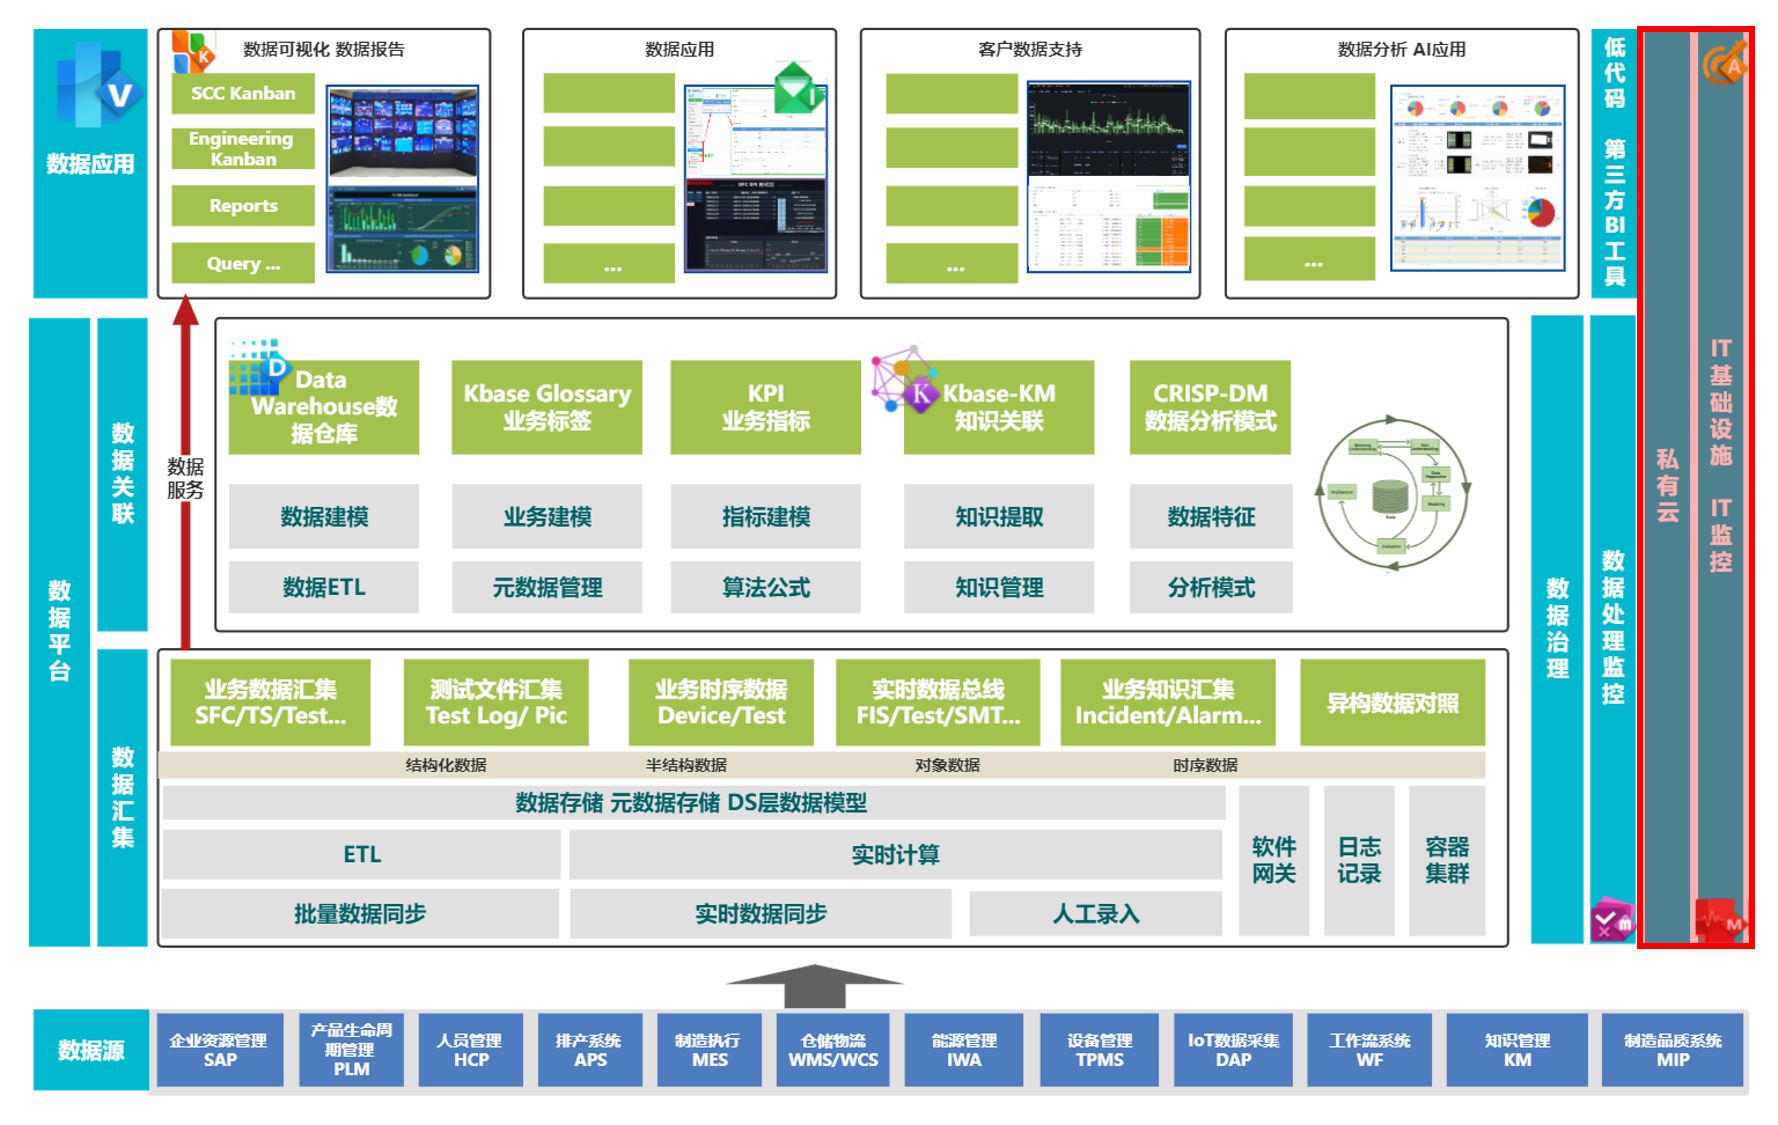 数据应用
数据可视化 数据报告
SCC Kanban
Engineering
Kanban
Reports
Query ...
数据应用
...
客户数据支持
...
数据分析 AI应用
...
低代码 第三方BI工具
数据平台
数据关联
数据服务
Data
Warehouse数
据仓库
数据建模
数据ETL
Kbase Glossary
业务标签
业务建模
元数据管理
KPI
业务指标
指标建模
算法公式
Kbase-KM
知识关联
知识提取
知识管理
CRISP-DM
数据分析模式
数据特征
分析模式
数据汇集
业务数据汇集
SFC/TS/Test...
测试文件汇集
Test Log/ Pic
业务时序数据
Device/Test
实时数据总线
FIS/Test/SMT...
业务知识汇集
Incident/Alarm...
异构数据对照
结构化数据
半结构数据
对象数据
时序数据
数据存储 元数据存储 DS层数据模型
ETL
实时计算
批量数据同步
实时数据同步
人工录入
软件
网关
日志
记录
容器
集群
数据治理
数据处理监控
私有云
IT基础设施 IT监控
数据源
企业资源管理
SAP
产品生命周
期管理
PLM
人员管理
HCP
排产系统
APS
制造执行
MES
仓储物流
WMS/WCS
能源管理
IWA
设备管理
TPMS
IoT数据采集
DAP
工作流系统
WF
知识管理
KM
制造品质系统
MIP